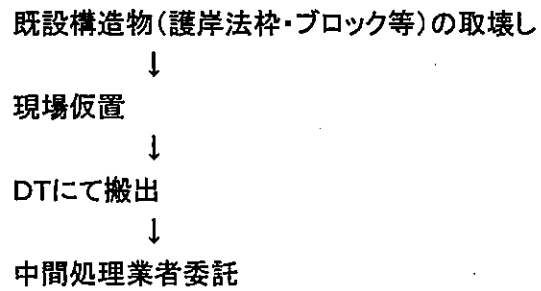 既設構造物(護岸法枠・ブロック等)の取壊し
↓
現場仮置
↓
DTにて搬出
↓
中間処理業者委託